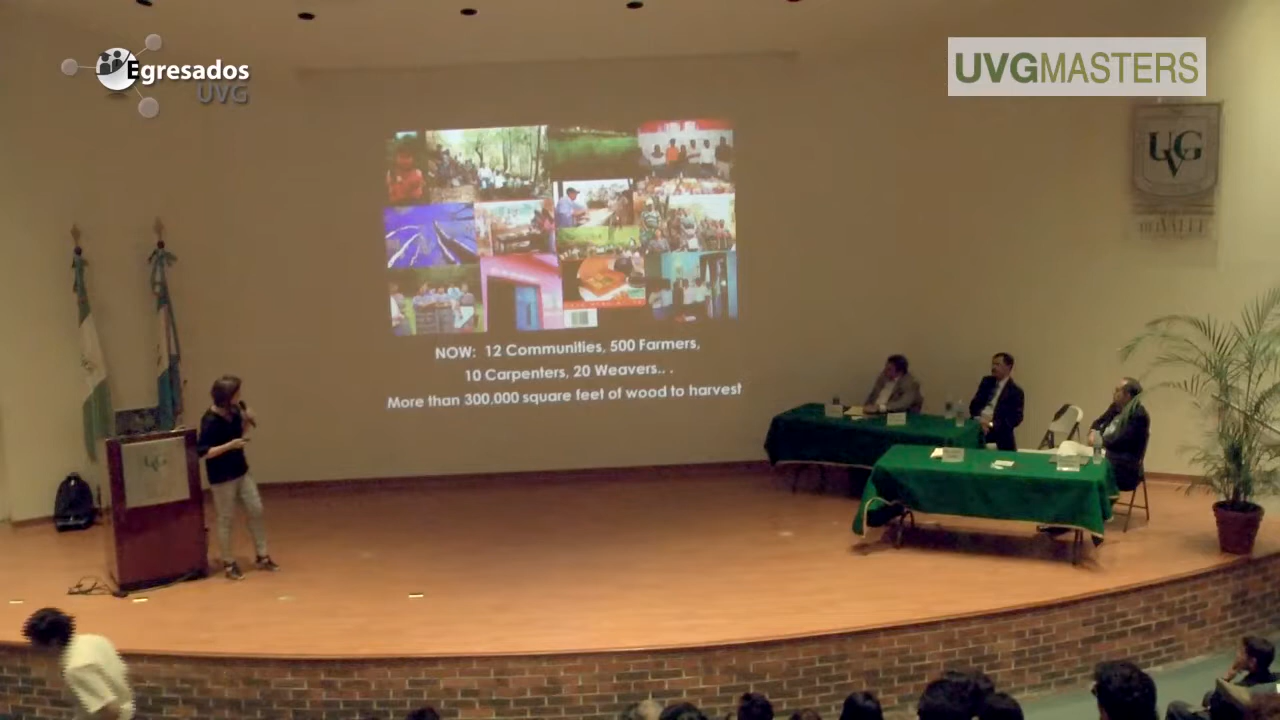 Egresados
UVG
UVGMASTERS
UVG
NOW: 12 Communities, 500 Farmers,
10 Carpenters, 20 Weavers.. .
More than 300,000 square feet of wood to harvest